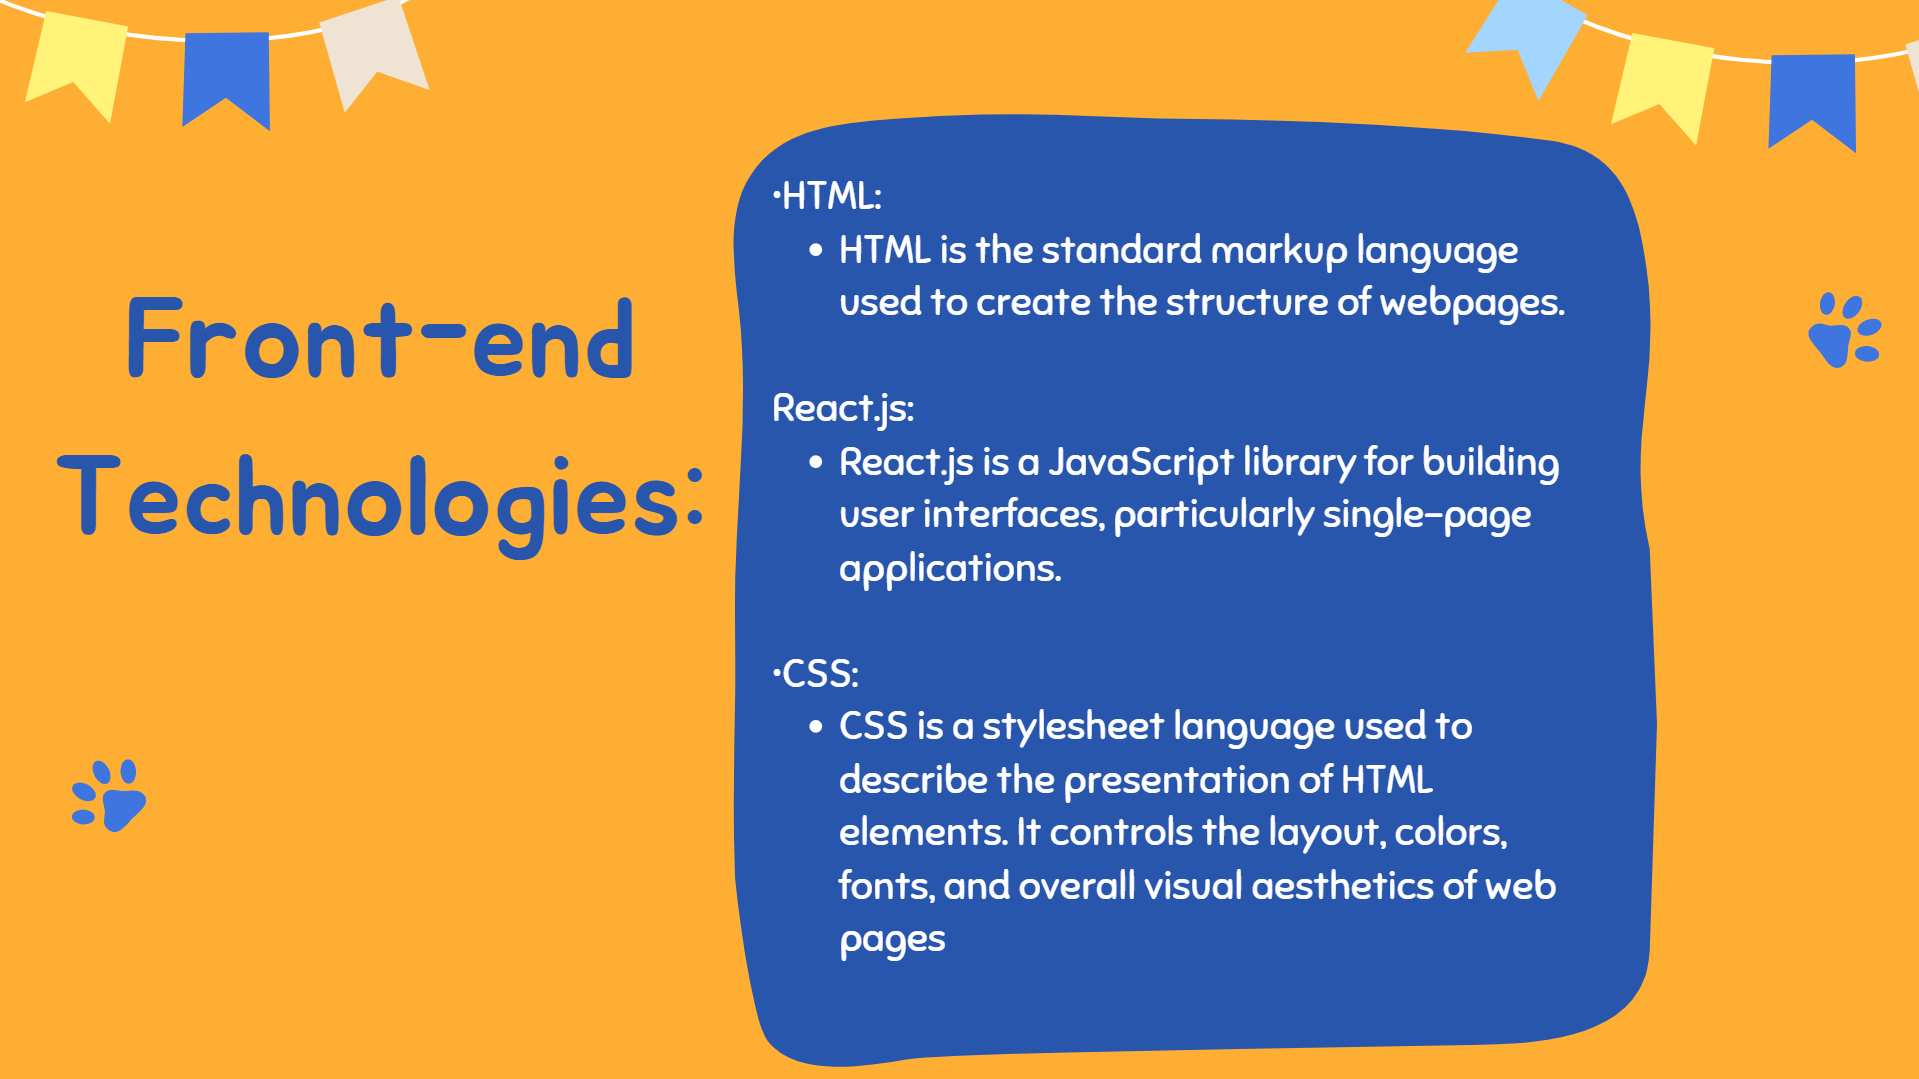 Front-end
Technologies:
·HTML:
• HTML is the standard markup language
used to create the structure of webpages.
React.js:
• React.js is a JavaScript library for building
user interfaces, particularly single-page
applications.
·CSS:
• CSS is a stylesheet language used to
describe the presentation of HTML
elements. It controls the layout, colors,
fonts, and overall visual aesthetics of web
pages